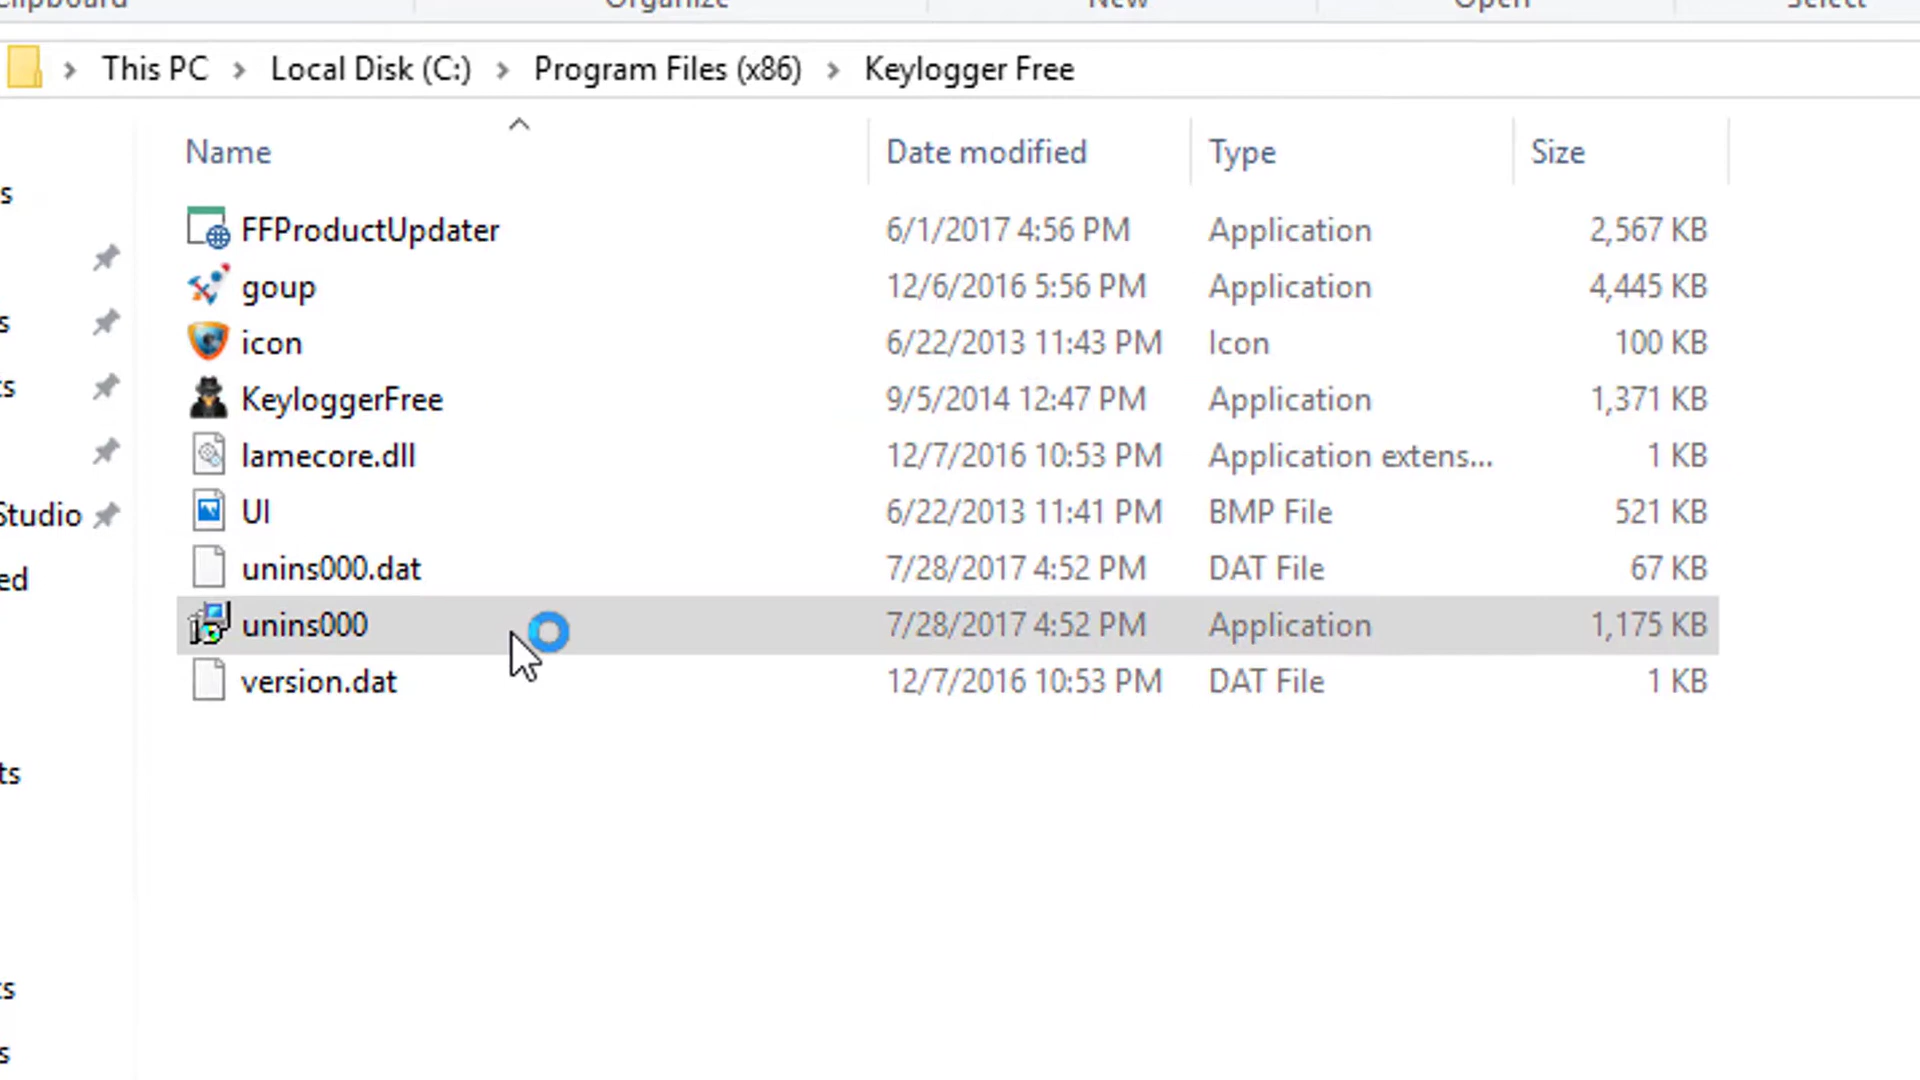 Organize
New
Open
Select
This PC > Local Disk (C:) > Program Files (x86) > Keylogger Free
Name Date modified Type Size
FFProductUpdater 6/1/2017 4:56 PM Application 2,567 KB
goup 12/6/2016 5:56 PM Application 4,445 KB
icon 6/22/2013 11:43 PM Icon 100 KB
KeyloggerFree 9/5/2014 12:47 PM Application 1,371 KB
lamecore.dll 12/7/2016 10:53 PM Application extens... 1 KB
Studio
UI 6/22/2013 11:41 PM BMP File 521 KB
unins000.dat 7/28/2017 4:52 PM DAT File 67 KB
unins000 7/28/2017 4:52 PM Application 1,175 KB
version.dat 12/7/2016 10:53 PM DAT File 1 KB